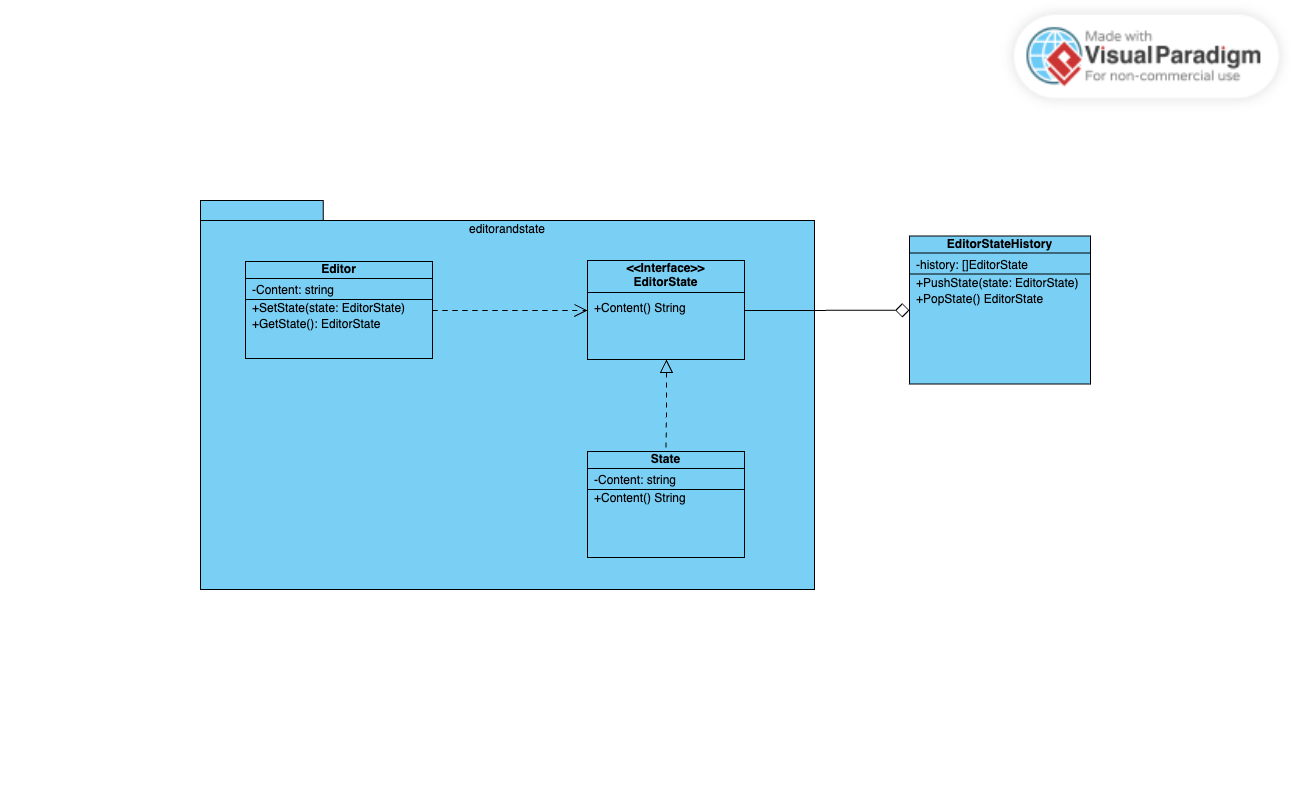 Made with
Visual Paradigm
For non-commercial use
editorandstate
Editor
-Content: string
+SetState(state: EditorState)
+GetState(): EditorState
<<Interface>>
EditorState
+Content() String
State
-Content: string
+Content() String
EditorStateHistory
-history: []EditorState
+PushState(state: EditorState)
+PopState() EditorState